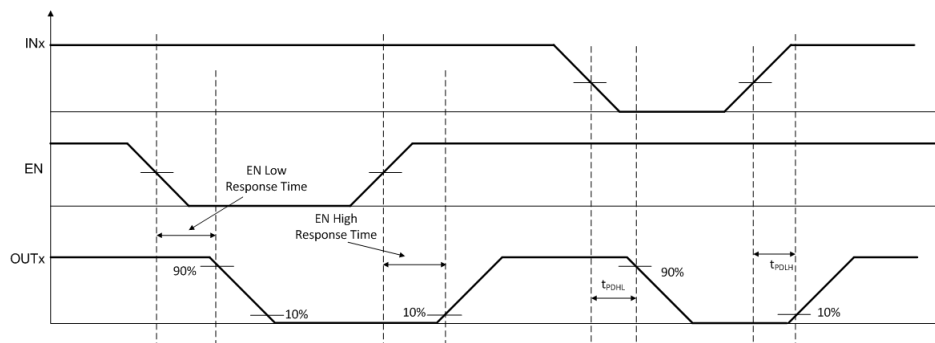 INx
EN
EN Low
Response Time
EN High
Response Time
OUTx
90%
10%
10%
tPDHL
90%
tPDLH
10%